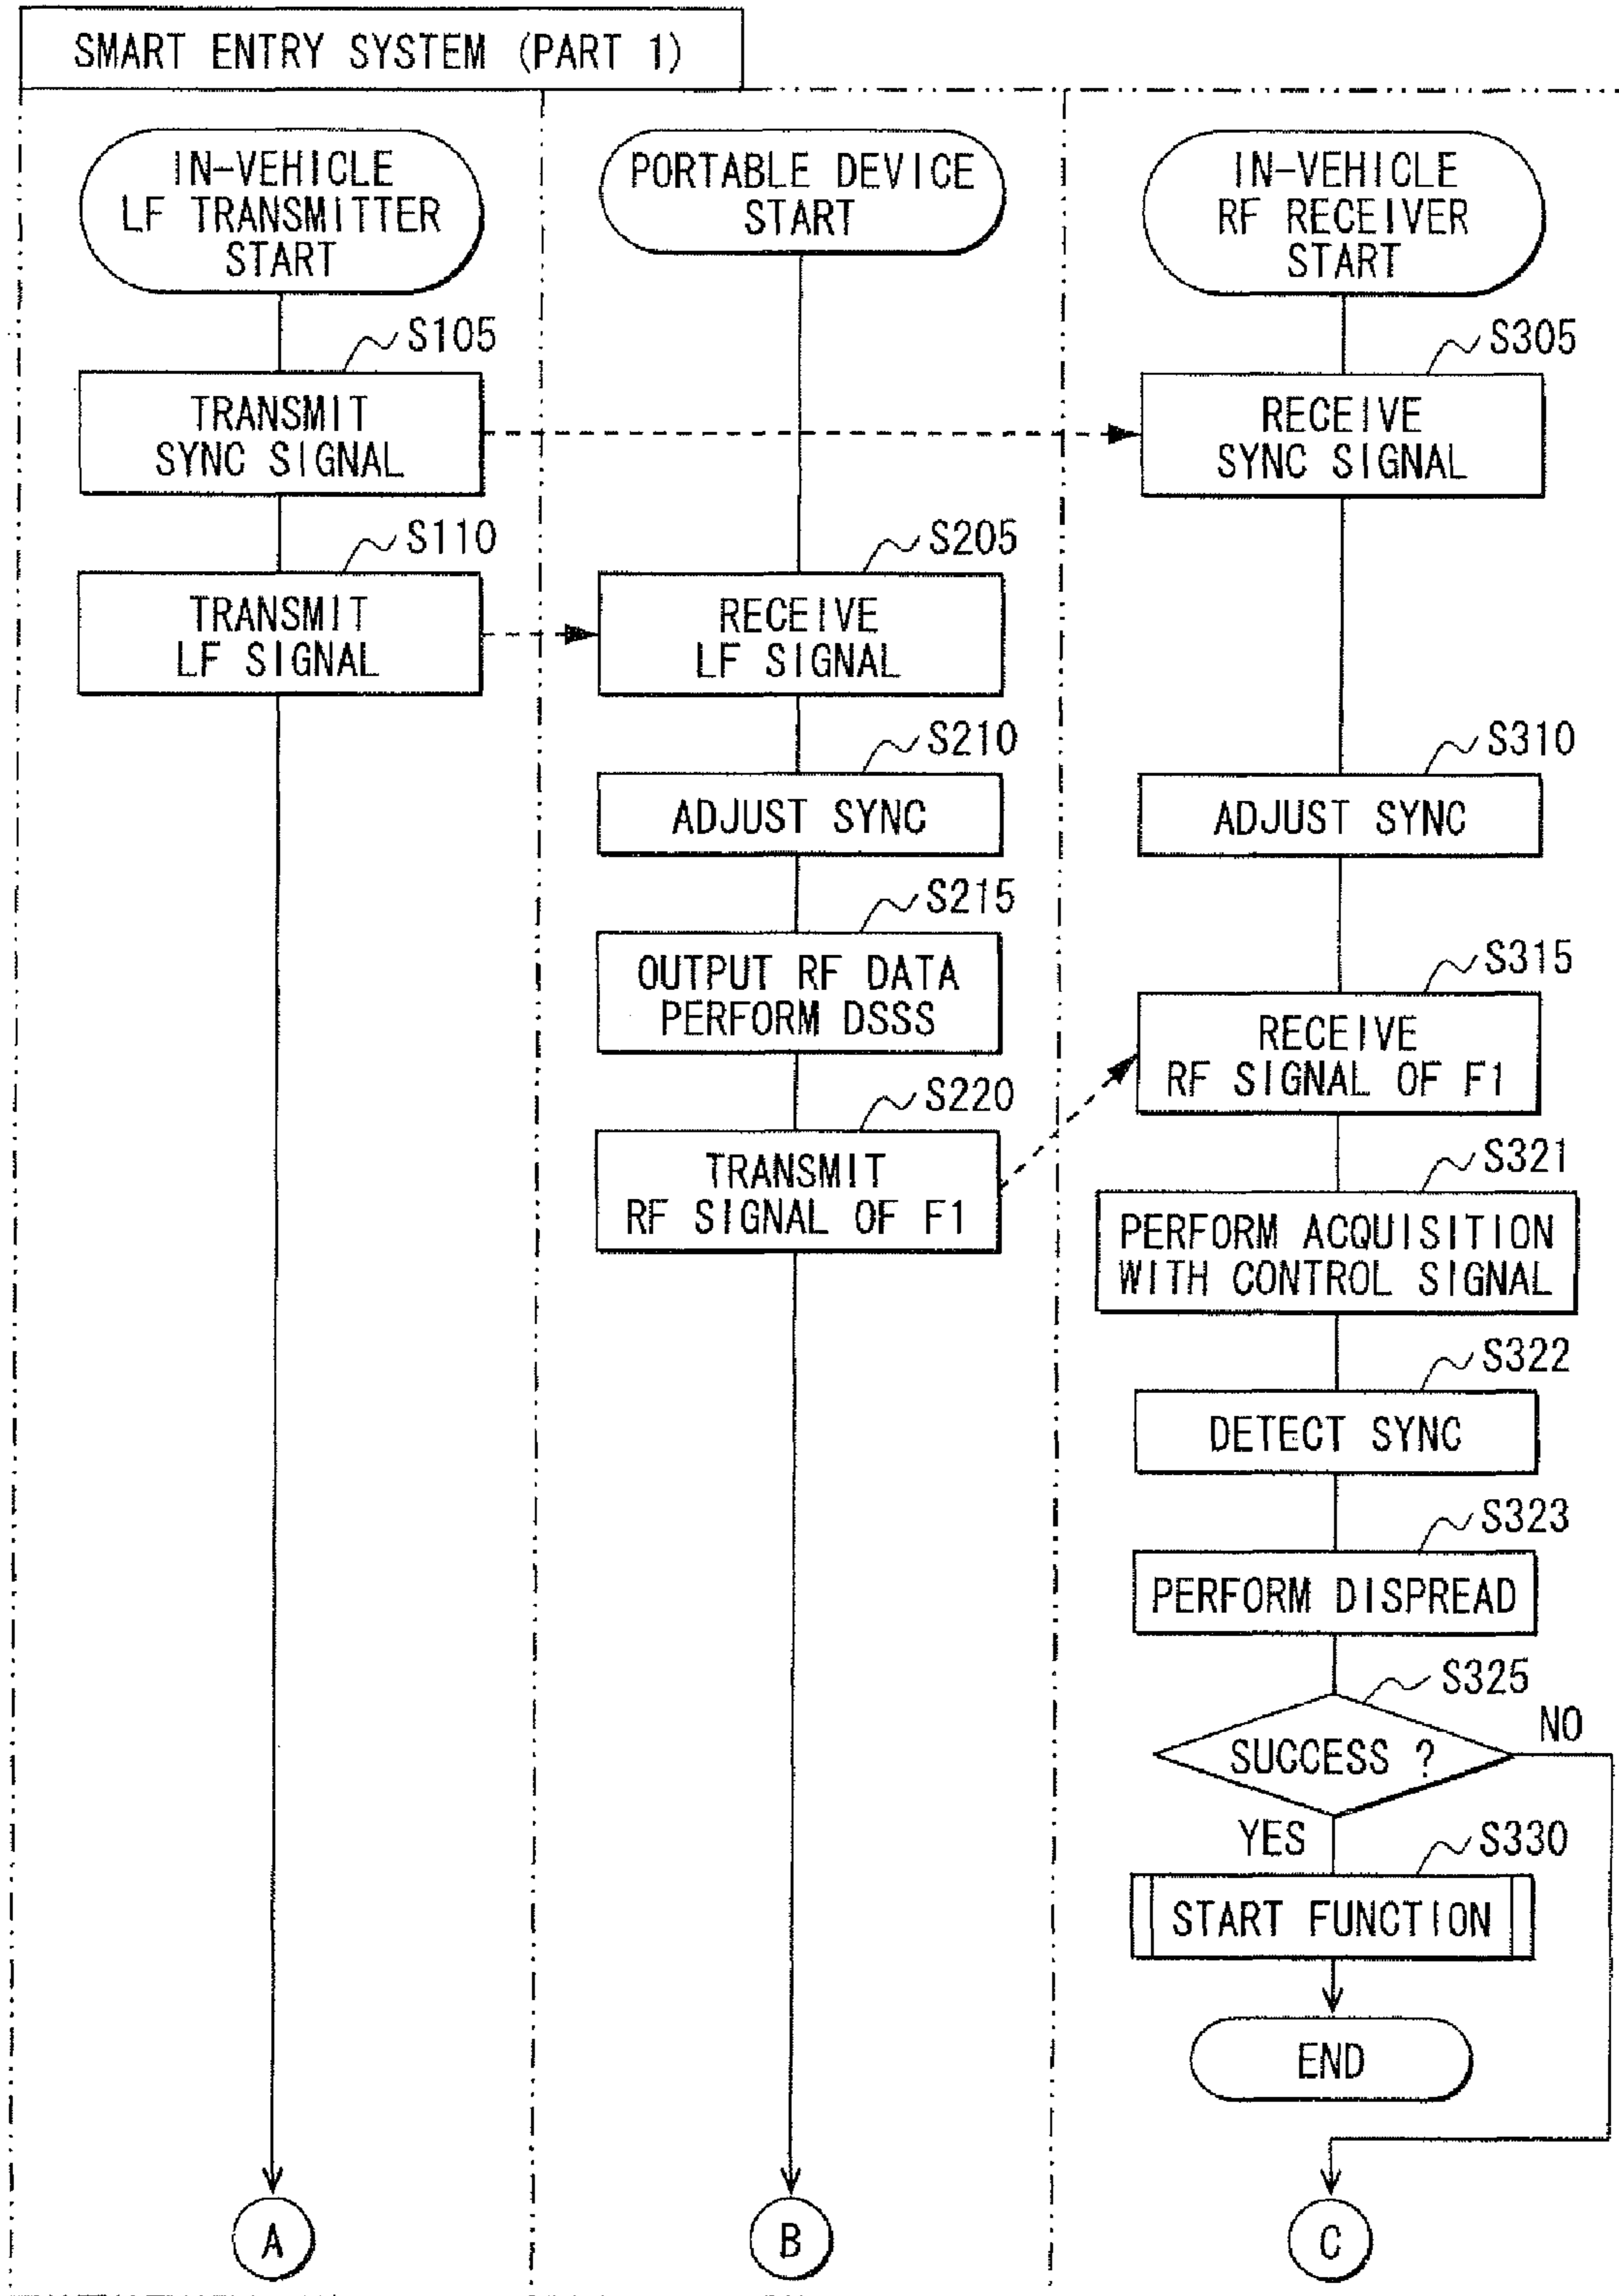 SMART ENTRY SYSTEM (PART 1)
IN-VEHICLE
LF TRANSMITTER
START
S105
TRANSMIT
SYNC SIGNAL
S110
TRANSMIT
LF SIGNAL
A
PORTABLE DEVICE
START
S205
RECEIVE
LF SIGNAL
S210
ADJUST SYNC
S215
OUTPUT RF DATA
PERFORM DSSS
S220
TRANSMIT
RF SIGNAL OF F1
B
IN-VEHICLE
RF RECEIVER
START
S305
RECEIVE
SYNC SIGNAL
S310
ADJUST SYNC
S315
RECEIVE
RF SIGNAL OF F1
S321
PERFORM ACQUISITION
WITH CONTROL SIGNAL
S322
DETECT SYNC
S323
PERFORM DISPREAD
S325
SUCCESS ?
NO
YES
S330
START FUNCTION
END
C